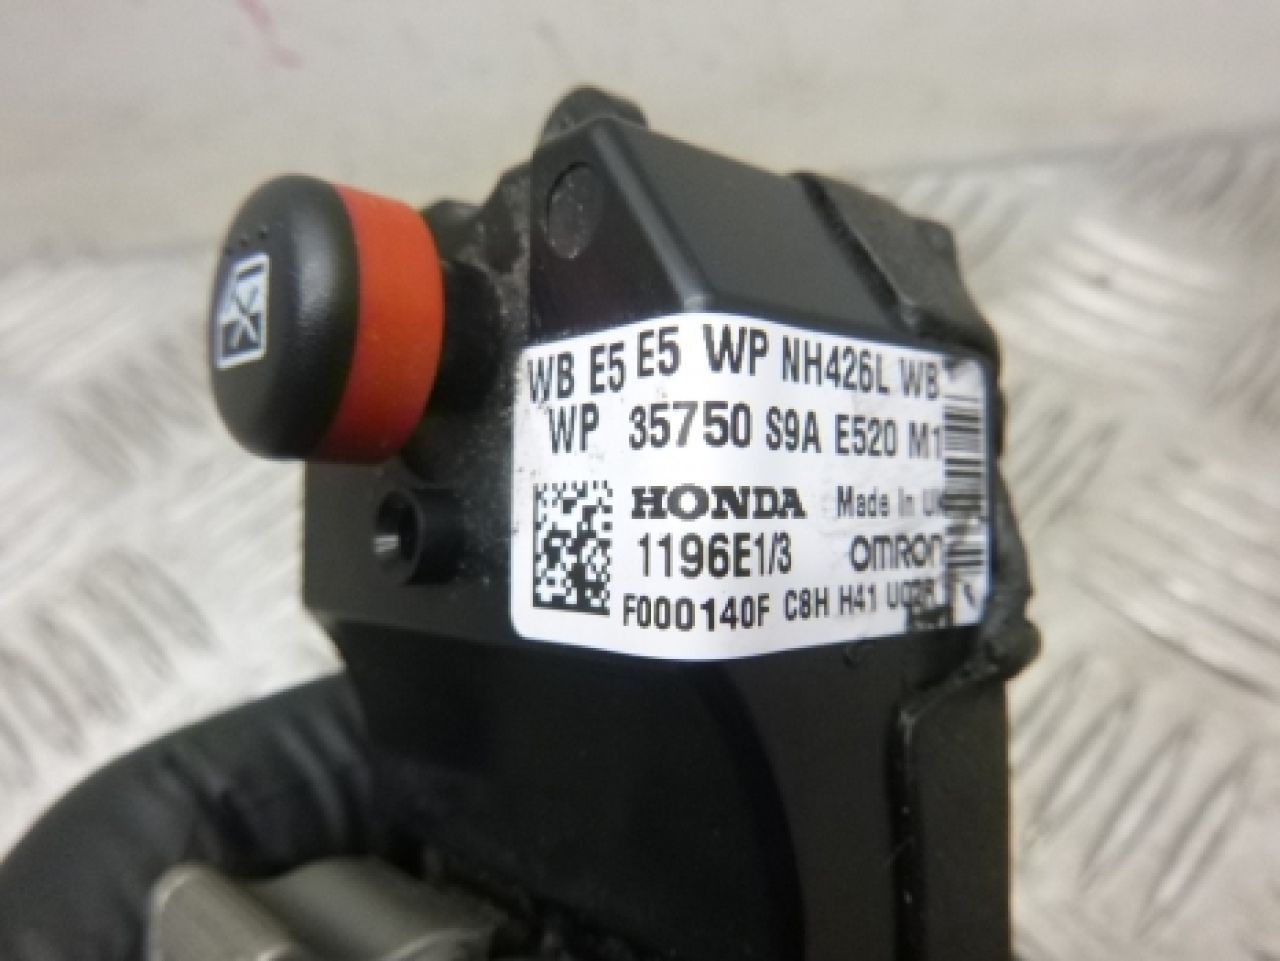 WB E5 E5 WP NH426L WB
WP 35750 S9A E520 M1
HONDA Made In UK
1196E1/3 OMRON
F000140F C8H H41